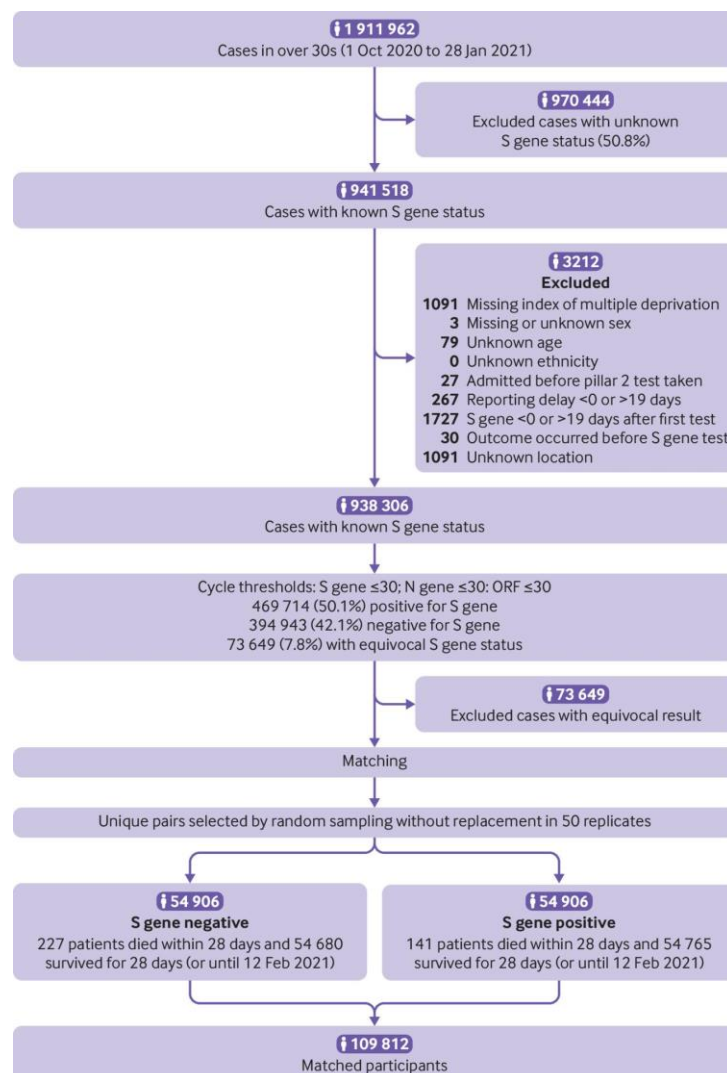 1 911 962
Cases in over 30s (1 Oct 2020 to 28 Jan 2021)
970 444
Excluded cases with unknown
S gene status (50.8%)
941 518
Cases with known S gene status
3212
Excluded
1091 Missing index of multiple deprivation
3 Missing or unknown sex
79 Unknown age
0 Unknown ethnicity
27 Admitted before pillar 2 test taken
267 Reporting delay <0 or >19 days
1727 S gene <0 or >19 days after first test
30 Outcome occurred before S gene test
1091 Unknown location
938 306
Cases with known S gene status
Cycle thresholds: S gene ≤30; N gene ≤30: ORF ≤30
469 714 (50.1%) positive for S gene
394 943 (42.1%) negative for S gene
73 649 (7.8%) with equivocal S gene status
73 649
Excluded cases with equivocal result
Matching
Unique pairs selected by random sampling without replacement in 50 replicates
54 906
S gene negative
227 patients died within 28 days and 54 680
survived for 28 days (or until 12 Feb 2021)
54 906
S gene positive
141 patients died within 28 days and 54 765
survived for 28 days (or until 12 Feb 2021)
109 812
Matched participants